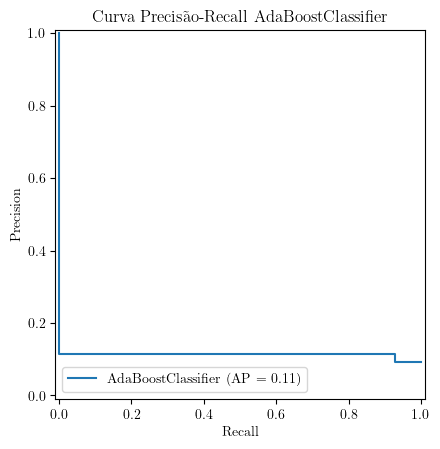 Curva Precisão-Recall AdaBoostClassifier
1.0
0.8
0.6
0.4
0.2
0.0
Precision
AdaBoostClassifier (AP = 0.11)
0.0 0.2 0.4 0.6 0.8 1.0
Recall